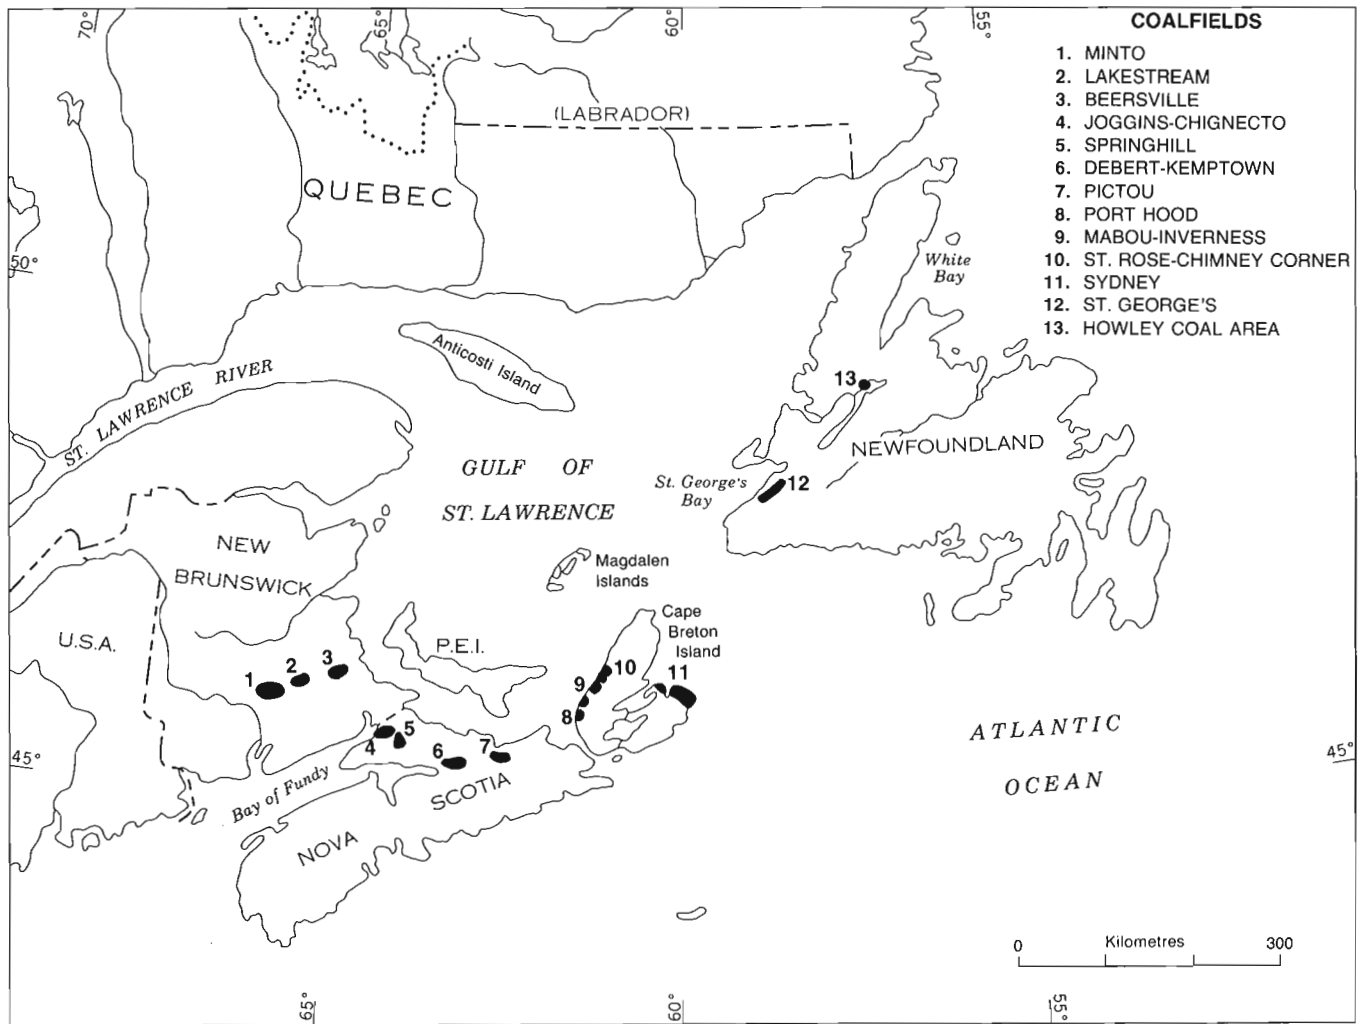 70°
65°
60°
55°
COALFIELDS
1. MINTO
2. LAKESTREAM
3. BEERSVILLE
4. JOGGINS-CHIGNECTO
5. SPRINGHILL
6. DEBERT-KEMPTOWN
7. PICTOU
8. PORT HOOD
9. MABOU-INVERNESS
10. ST. ROSE-CHIMNEY CORNER
11. SYDNEY
12. ST. GEORGE'S
13. HOWLEY COAL AREA
(LABRADOR)
QUEBEC
50°
White
Bay
Anticosti Island
ST. LAWRENCE RIVER
13
NEWFOUNDLAND
GULF OF
ST. LAWRENCE
St. George's
Bay
12
NEW
BRUNSWICK
Magdalen
Islands
Cape
Breton
Island
U.S.A.
P.E.I.
1
2
3
10
11
9
8
4
5
6
7
ATLANTIC
OCEAN
45°
45°
Bay of Fundy
NOVA
SCOTIA
0 Kilometres 300
65°
60°
55°